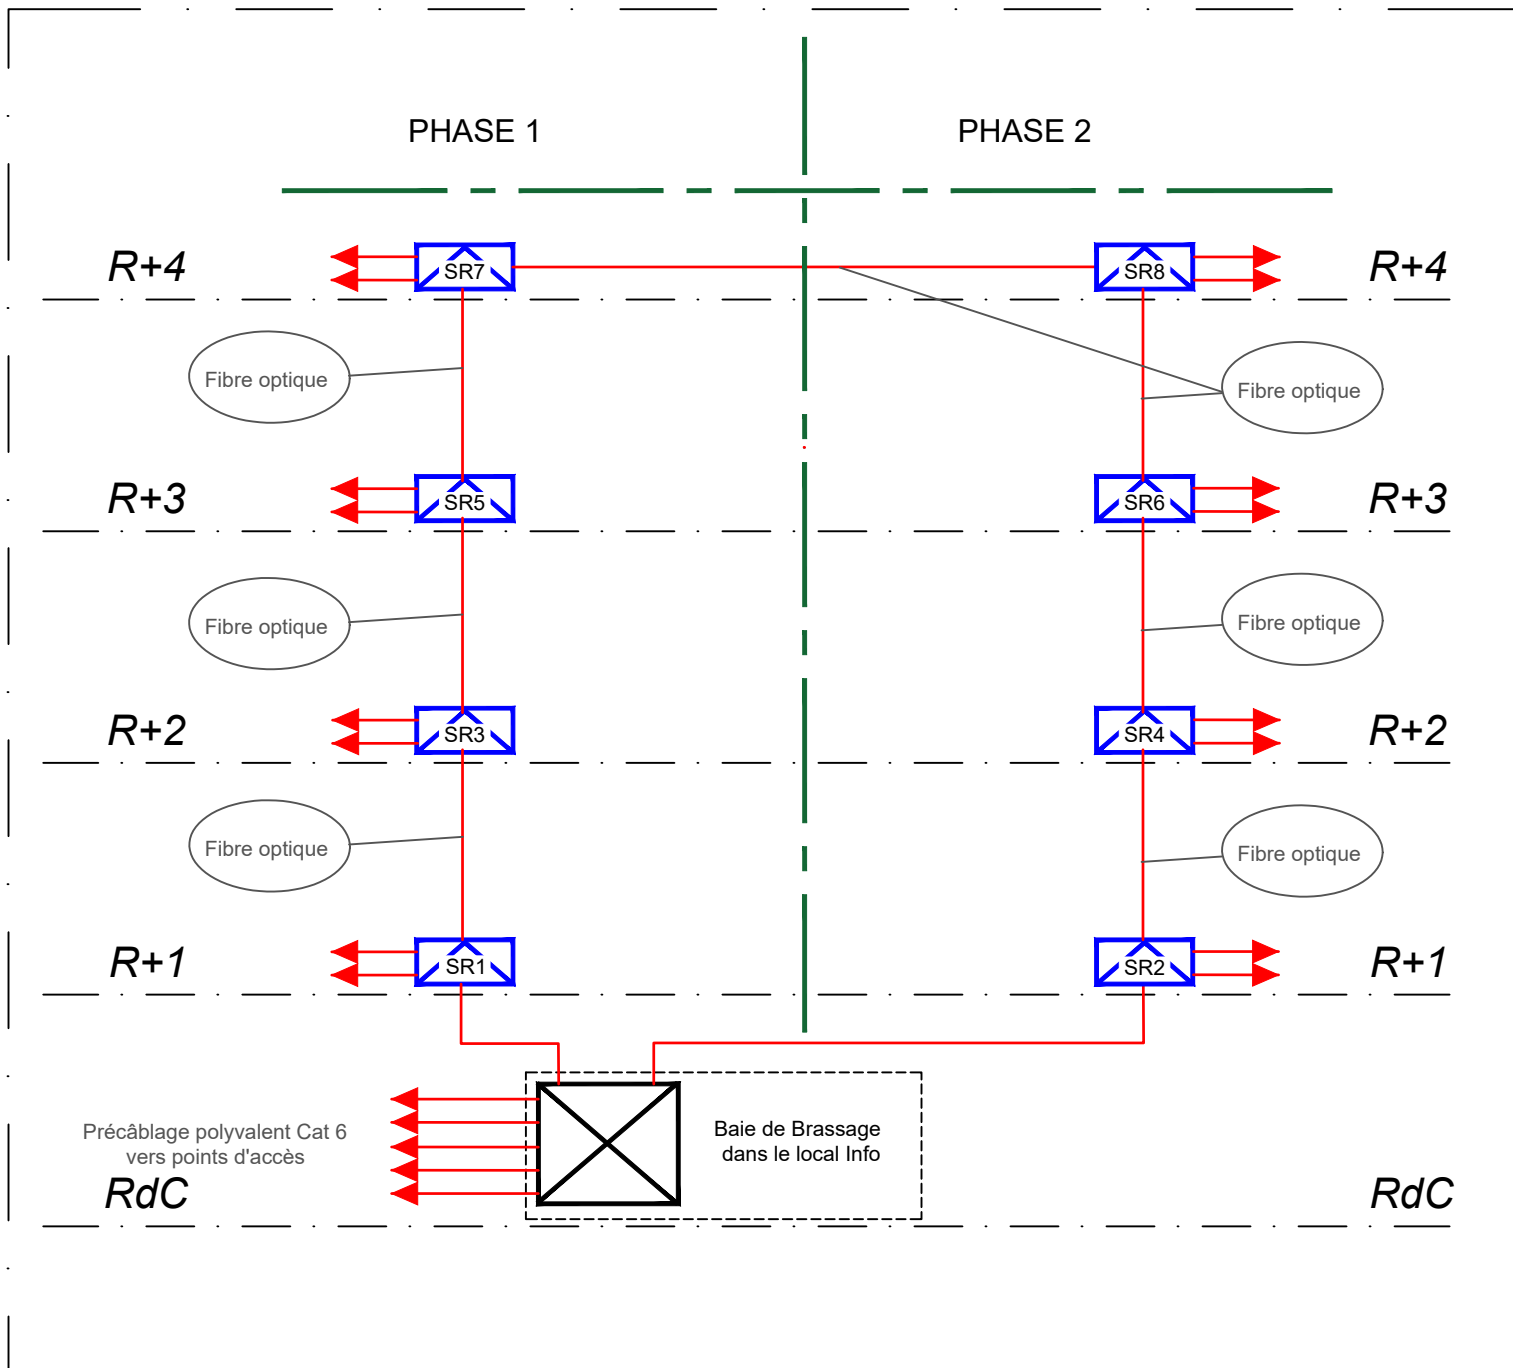 PHASE 1
PHASE 2
R+4
SR7
SR8
R+4
Fibre optique
Fibre optique
R+3
SR5
SR6
R+3
Fibre optique
Fibre optique
R+2
SR3
SR4
R+2
Fibre optique
Fibre optique
R+1
SR1
SR2
R+1
Précâblage polyvalent Cat 6
vers points d'accès
Baie de Brassage
dans le local Info
RdC
RdC